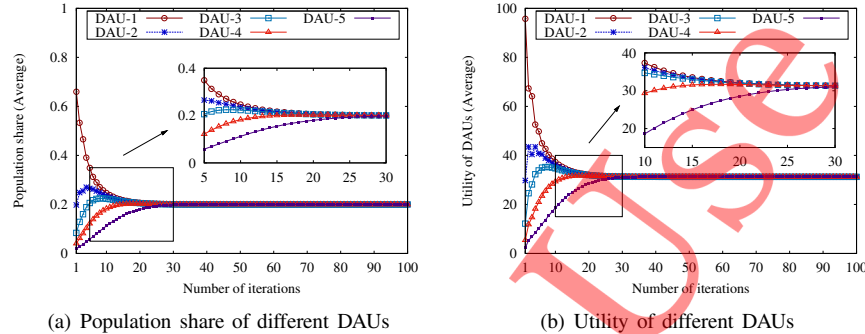 DAU-1 DAU-3 DAU-5
DAU-2 DAU-4
Population share (Average)
1
0.8
0.6
0.4
0.2
0
0.4
0.2
0
5 10 15 20 25 30
1 10 20 30 40 50 60 70 80 90 100
Number of iterations
(a) Population share of different DAUs
DAU-1 DAU-3 DAU-5
DAU-2 DAU-4
Utility of DAUs (Average)
100
80
60
40
20
0
40
30
20
10 15 20 25 30
1 10 20 30 40 50 60 70 80 90 100
Number of iterations
(b) Utility of different DAUs
Use